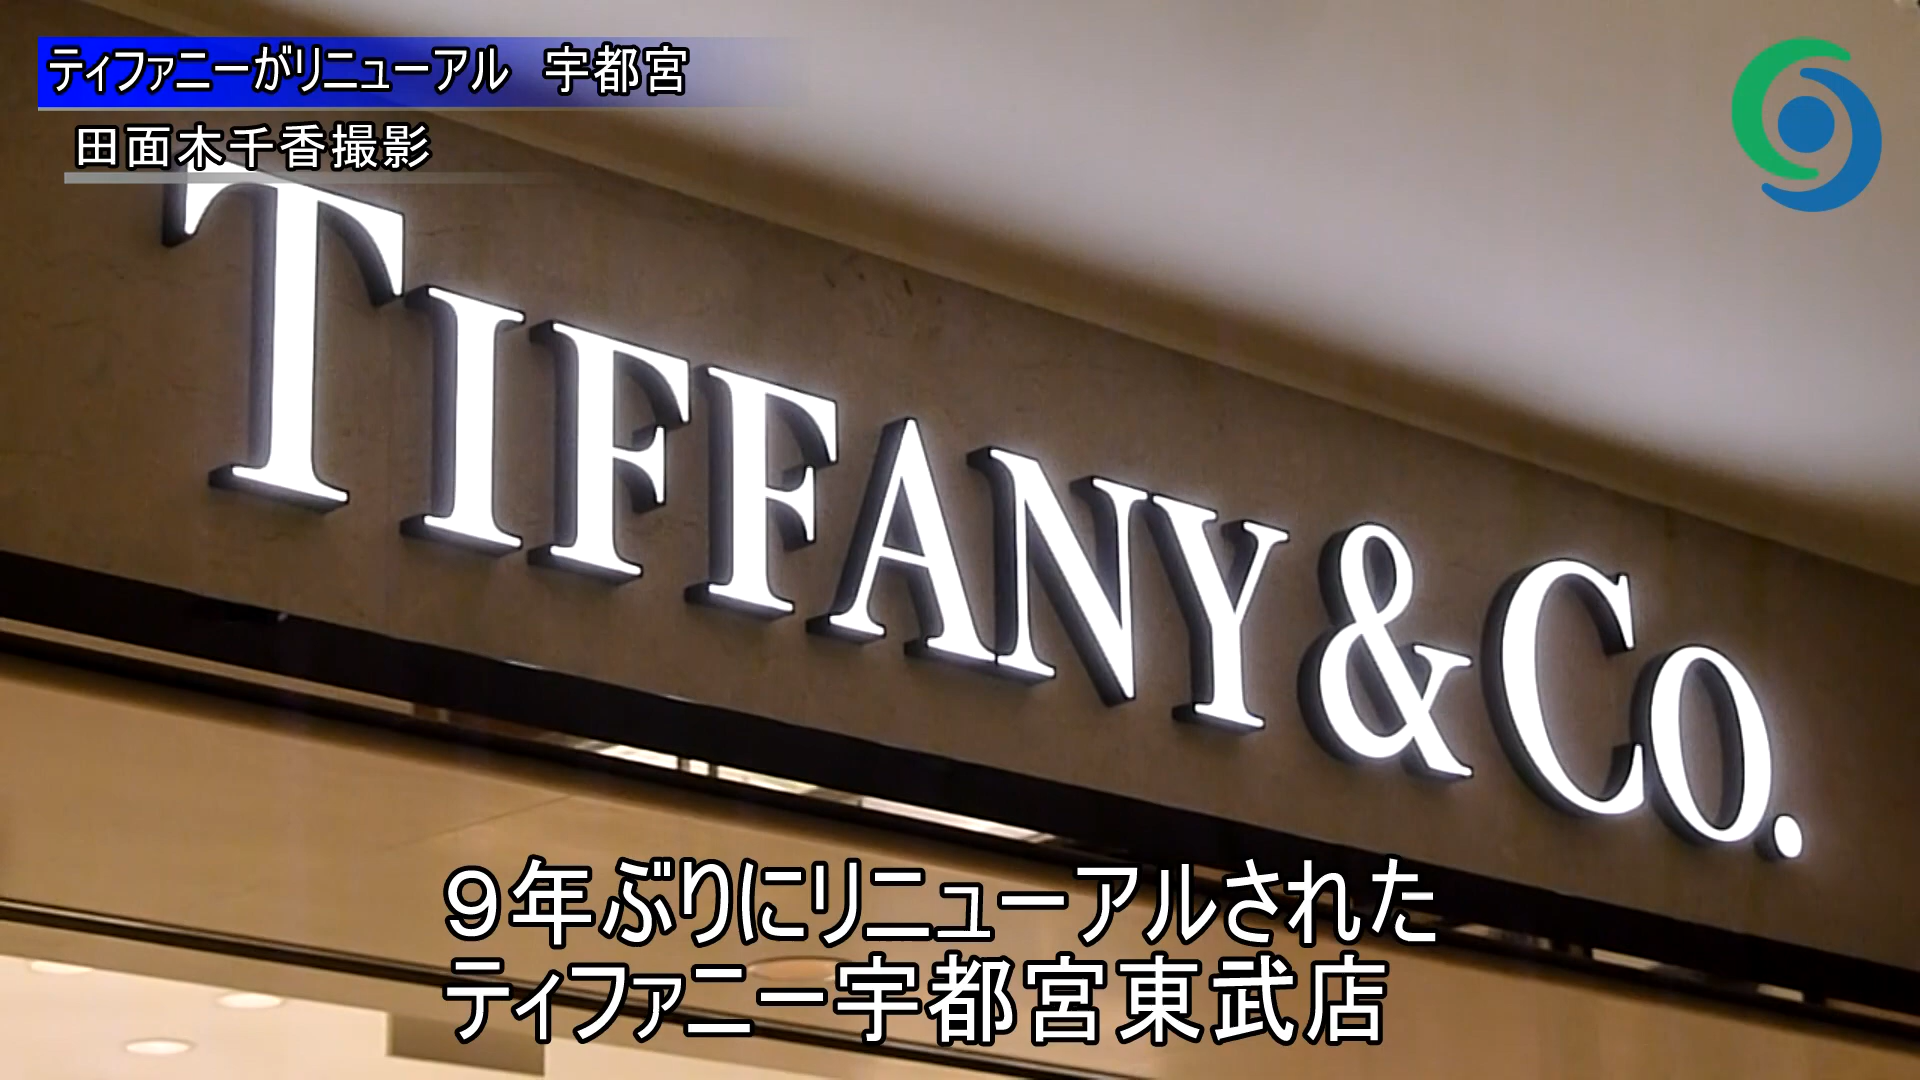 ティファニーがリニューアル　宇都宮
田面木千香撮影
TIFFANY & CO.
９年ぶりにリニューアルされた
ティファニー宇都宮東武店